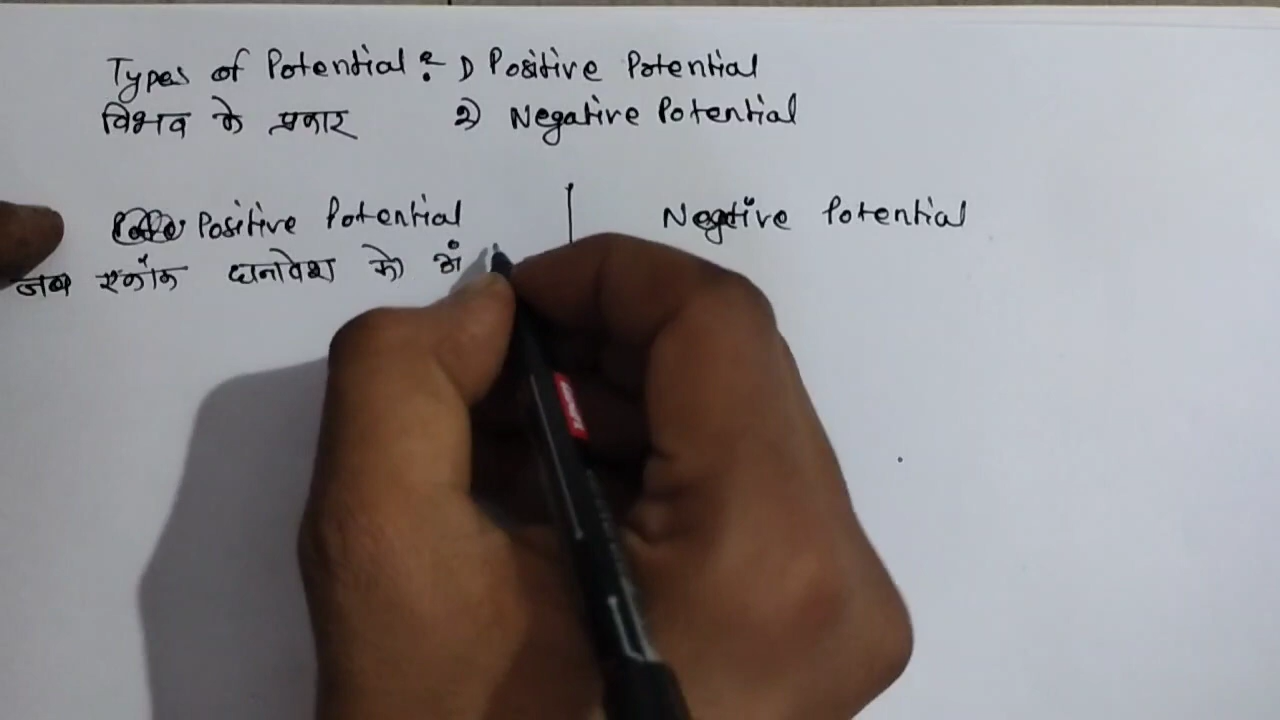 Types of Potential :- 1) Positive Potential
विभव के प्रकार 2) Negative Potential
Positive Potential
Negative Potential
जब एकांक धनावेश को अं